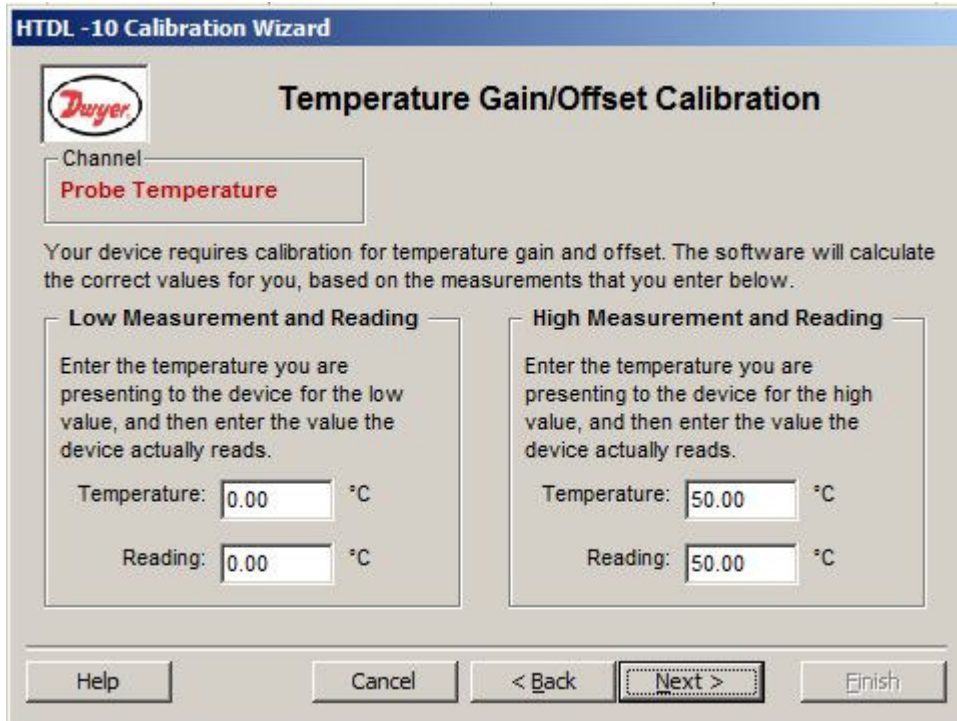 HTDL -10 Calibration Wizard
Dwyer
Temperature Gain/Offset Calibration
Channel
Probe Temperature
Your device requires calibration for temperature gain and offset. The software will calculate
the correct values for you, based on the measurements that you enter below.
Low Measurement and Reading
Enter the temperature you are
presenting to the device for the low
value, and then enter the value the
device actually reads.
Temperature: 0.00 °C
Reading: 0.00 °C
High Measurement and Reading
Enter the temperature you are
presenting to the device for the high
value, and then enter the value the
device actually reads.
Temperature: 50.00 °C
Reading: 50.00 °C
Help Cancel < Back Next > Finish